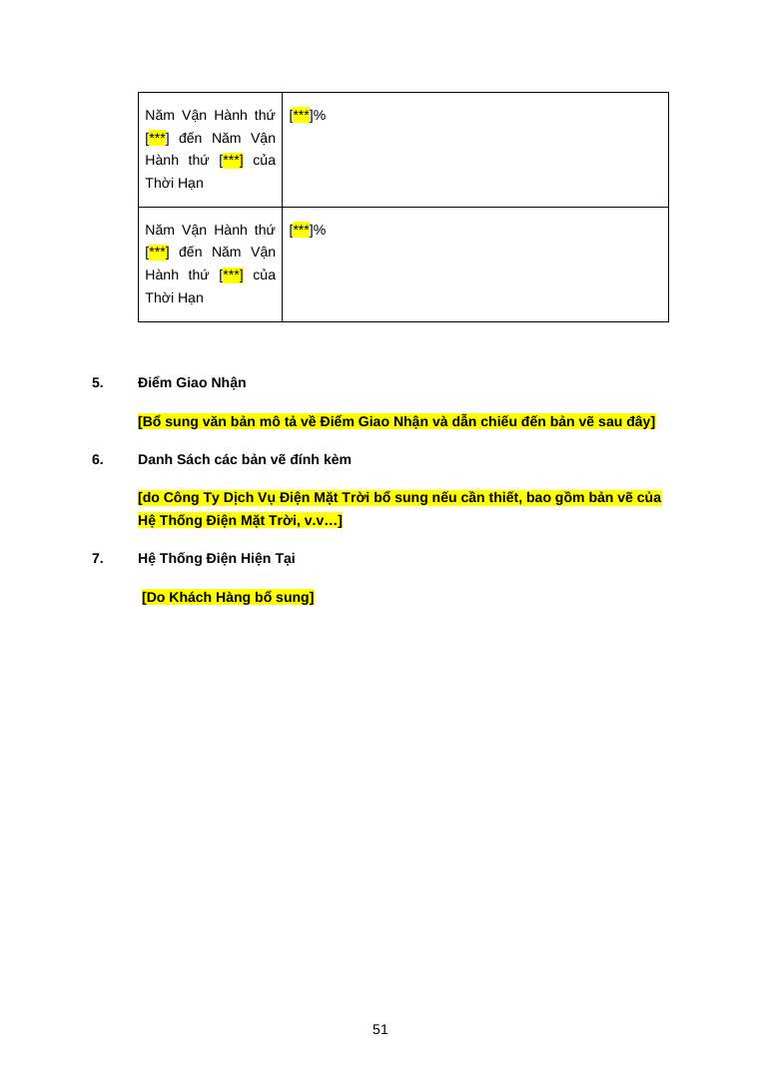 Năm Vận Hành thứ [***]%
[***] đến Năm Vận
Hành thứ [***] của
Thời Hạn
Năm Vận Hành thứ [***]%
[***] đến Năm Vận
Hành thứ [***] của
Thời Hạn
5. Điểm Giao Nhận
[Bổ sung văn bản mô tả về Điểm Giao Nhận và dẫn chiếu đến bản vẽ sau đây]
6. Danh Sách các bản vẽ đính kèm
[do Công Ty Dịch Vụ Điện Mặt Trời bổ sung nếu cần thiết, bao gồm bản vẽ của
Hệ Thống Điện Mặt Trời, v.v…]
7. Hệ Thống Điện Hiện Tại
[Do Khách Hàng bổ sung]
51